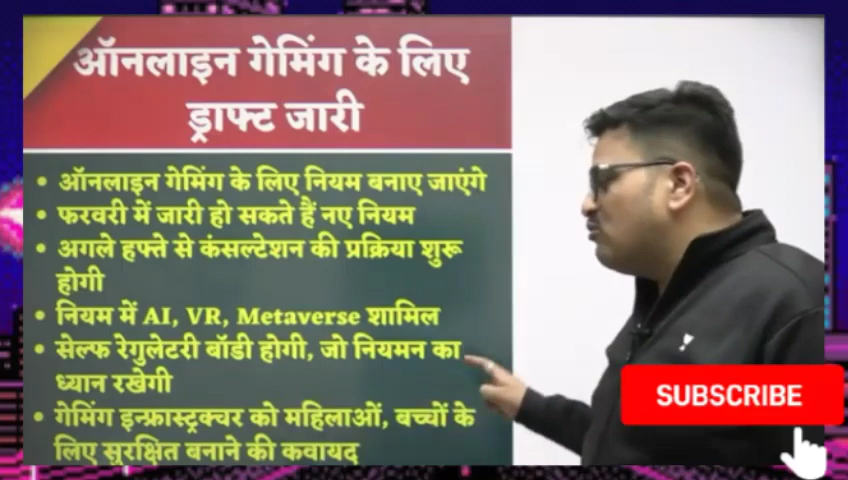 ऑनलाइन गेमिंग के लिए
ड्राफ्ट जारी
• ऑनलाइन गेमिंग के लिए नियम बनाए जाएंगे
• फरवरी में जारी हो सकते हैं नए नियम
• अगले हफ्ते से कंसल्टेशन की प्रक्रिया शुरू
होगी
• नियम में AI, VR, Metaverse शामिल
• सेल्फ रेगुलेटरी बॉडी होगी, जो नियमन का
ध्यान रखेगी
• गेमिंग इन्फ्रास्ट्रक्चर को महिलाओं, बच्चों के
लिए सुरक्षित बनाने की कवायद
SUBSCRIBE